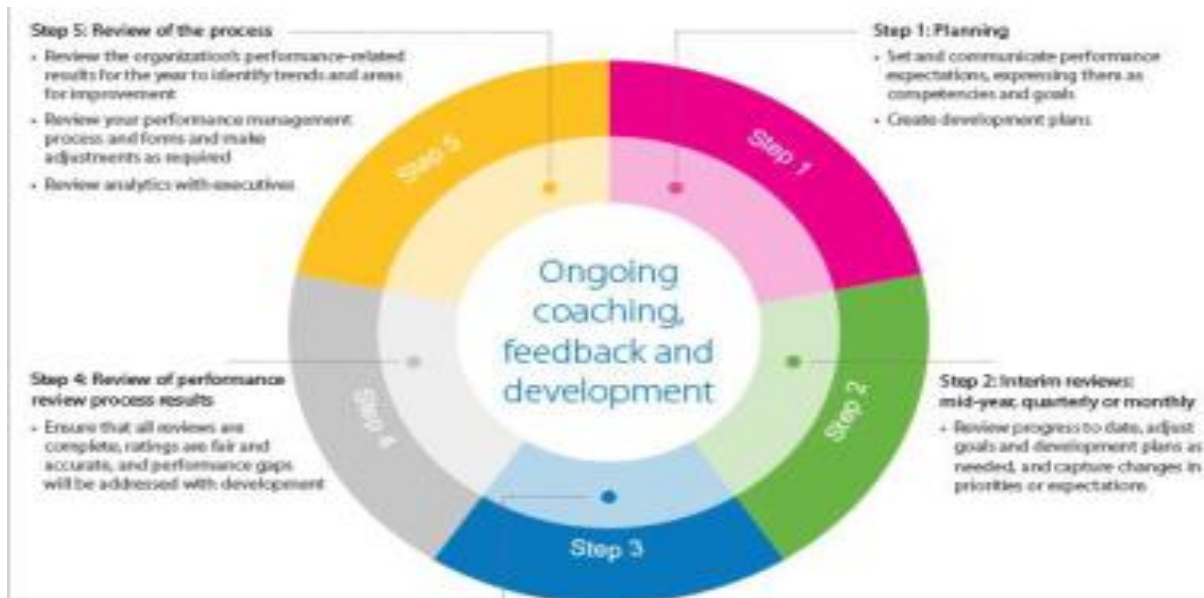 Step 5: Review of the process
• Review the organization's performance-related
results for the year to identify trends and areas
for improvement
• Review your performance management
process and forms and make
adjustments as required
• Review analytics with executives
Step 1: Planning
• Set and communicate performance
expectations, expressing them as
competencies and goals
• Create development plans
Step 5
Step 1
Ongoing
coaching,
feedback and
development
Step 4: Review of performance
review process results
• Ensure that all reviews are
complete, ratings are fair and
accurate, and performance gaps
will be addressed with development
Step 4
Step 2
Step 2: Interim reviews:
mid-year, quarterly or monthly
• Review progress to date, adjust
goals and development plans as
needed, and capture changes in
priorities or expectations
Step 3